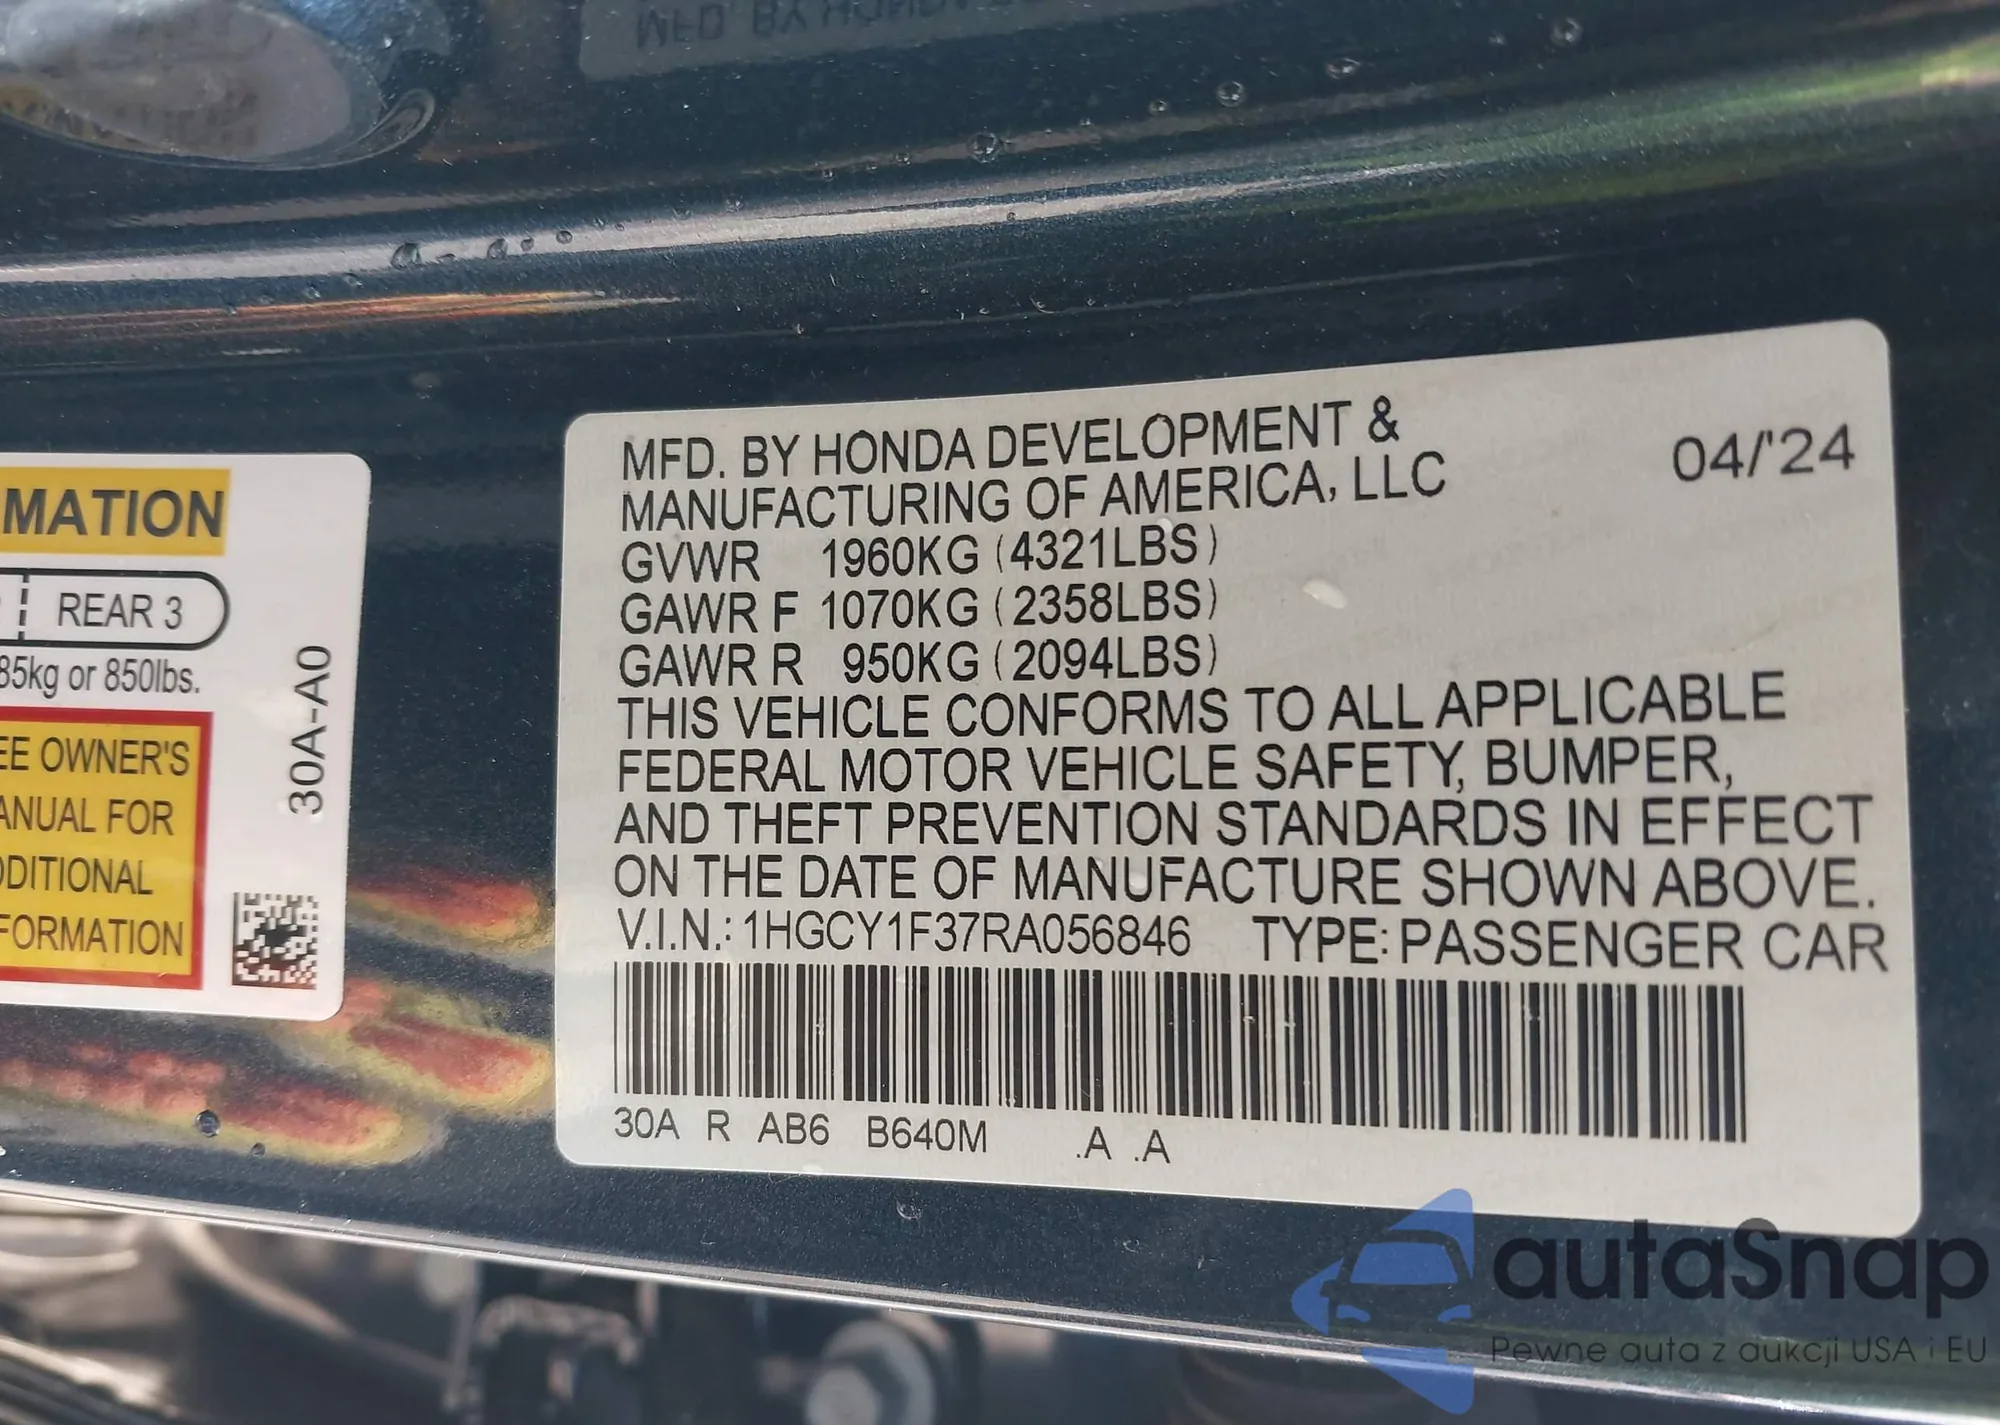 MFD. BY HONDA
MATION
REAR 3
85kg or 850lbs.
EE OWNER'S
ANUAL FOR
DDITIONAL
FORMATION
30A-A0
MFD. BY HONDA DEVELOPMENT &
MANUFACTURING OF AMERICA, LLC
04/'24
GVWR 1960KG (4321LBS)
GAWR F 1070KG (2358LBS)
GAWR R 950KG (2094LBS)
THIS VEHICLE CONFORMS TO ALL APPLICABLE
FEDERAL MOTOR VEHICLE SAFETY, BUMPER,
AND THEFT PREVENTION STANDARDS IN EFFECT
ON THE DATE OF MANUFACTURE SHOWN ABOVE.
V.I.N.: 1HGCY1F37RA056846 TYPE: PASSENGER CAR
30A R AB6 B640M .A .A
autaSnap
Pewne auta z aukcji USA i EU